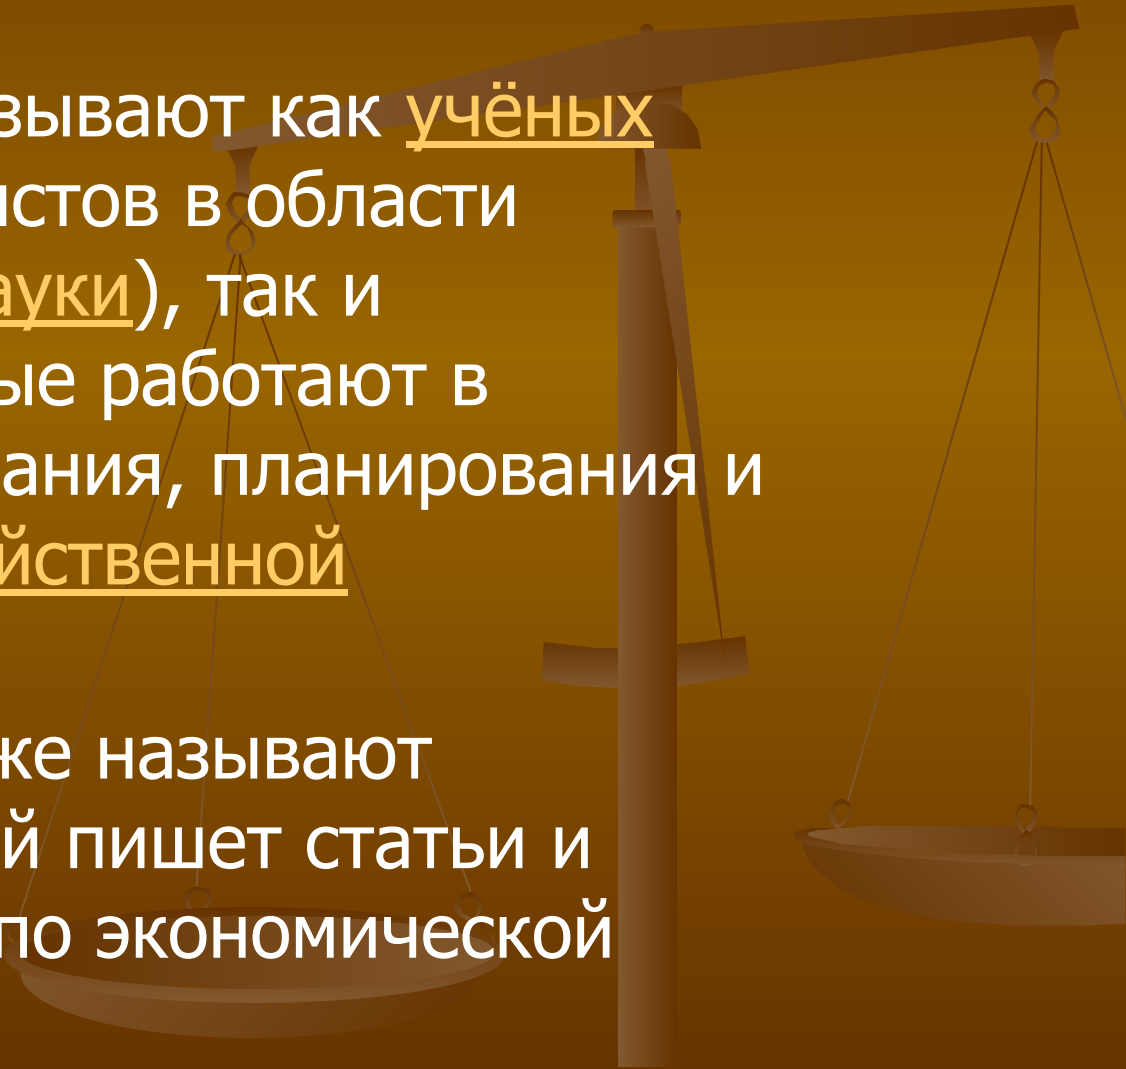 зывают как учёных
истов в области
ауки), так и
ые работают в
ания, планирования и
йственной
же называют
й пишет статьи и
по экономической